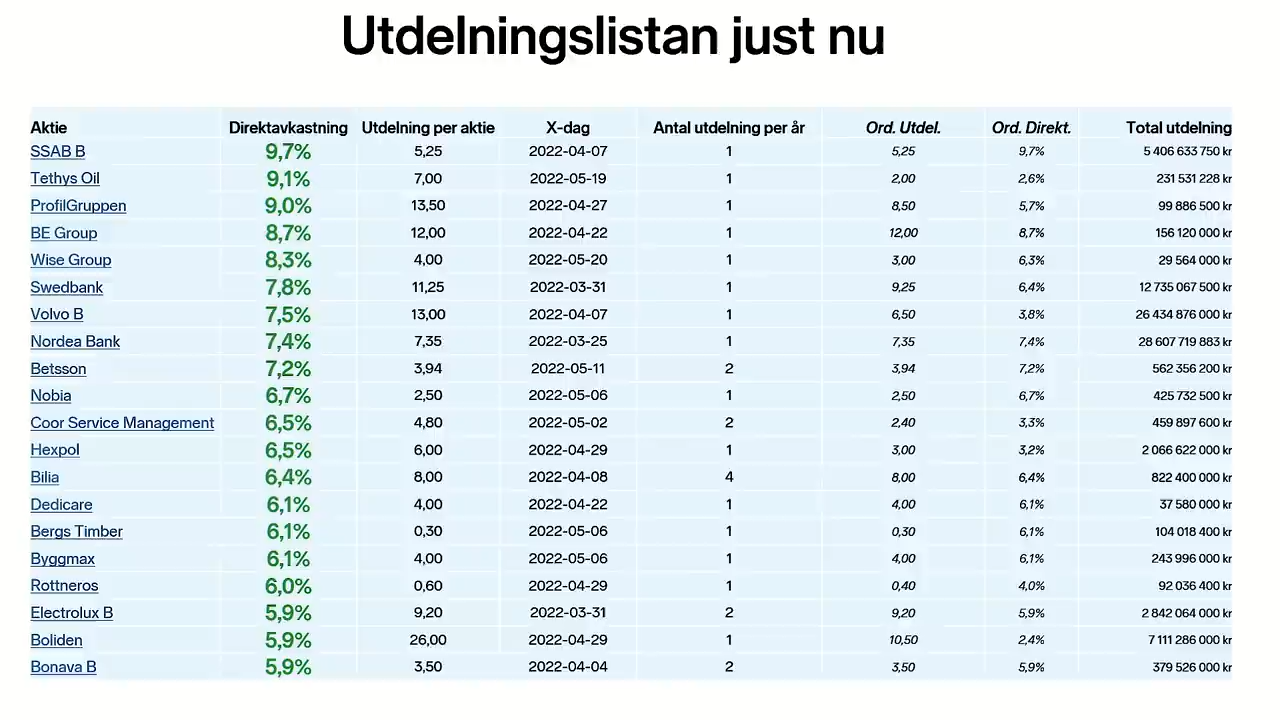 Utdelningslistan just nu
Aktie Direktavkastning Utdelning per aktie X-dag Antal utdelning per år Ord. Utdel. Ord. Direkt. Total utdelning
SSAB B 9,7% 5,25 2022-04-07 1 5,25 9,7% 5 406 633 750 kr
Tethys Oil 9,1% 7,00 2022-05-19 1 2,00 2,6% 231 531 228 kr
ProfilGruppen 9,0% 13,50 2022-04-27 1 8,50 5,7% 99 886 500 kr
BE Group 8,7% 12,00 2022-04-22 1 12,00 8,7% 156 120 000 kr
Wise Group 8,3% 4,00 2022-05-20 1 3,00 6,3% 29 564 000 kr
Swedbank 7,8% 11,25 2022-03-31 1 9,25 6,4% 12 735 067 500 kr
Volvo B 7,5% 13,00 2022-04-07 1 6,50 3,8% 26 434 876 000 kr
Nordea Bank 7,4% 7,35 2022-03-25 1 7,35 7,4% 28 607 719 883 kr
Betsson 7,2% 3,94 2022-05-11 2 3,94 7,2% 562 356 200 kr
Nobia 6,7% 2,50 2022-05-06 1 2,50 6,7% 425 732 500 kr
Coor Service Management 6,5% 4,80 2022-05-02 2 2,40 3,3% 459 897 600 kr
Hexpol 6,5% 6,00 2022-04-29 1 3,00 3,2% 2 066 622 000 kr
Bilia 6,4% 8,00 2022-04-08 4 8,00 6,4% 822 400 000 kr
Dedicare 6,1% 4,00 2022-04-22 1 4,00 6,1% 37 580 000 kr
Bergs Timber 6,1% 0,30 2022-05-06 1 0,30 6,1% 104 018 400 kr
Byggmax 6,1% 4,00 2022-05-06 1 4,00 6,1% 243 996 000 kr
Rottneros 6,0% 0,60 2022-04-29 1 0,40 4,0% 92 036 400 kr
Electrolux B 5,9% 9,20 2022-03-31 2 9,20 5,9% 2 842 064 000 kr
Boliden 5,9% 26,00 2022-04-29 1 10,50 2,4% 7 111 286 000 kr
Bonava B 5,9% 3,50 2022-04-04 2 3,50 5,9% 379 526 000 kr